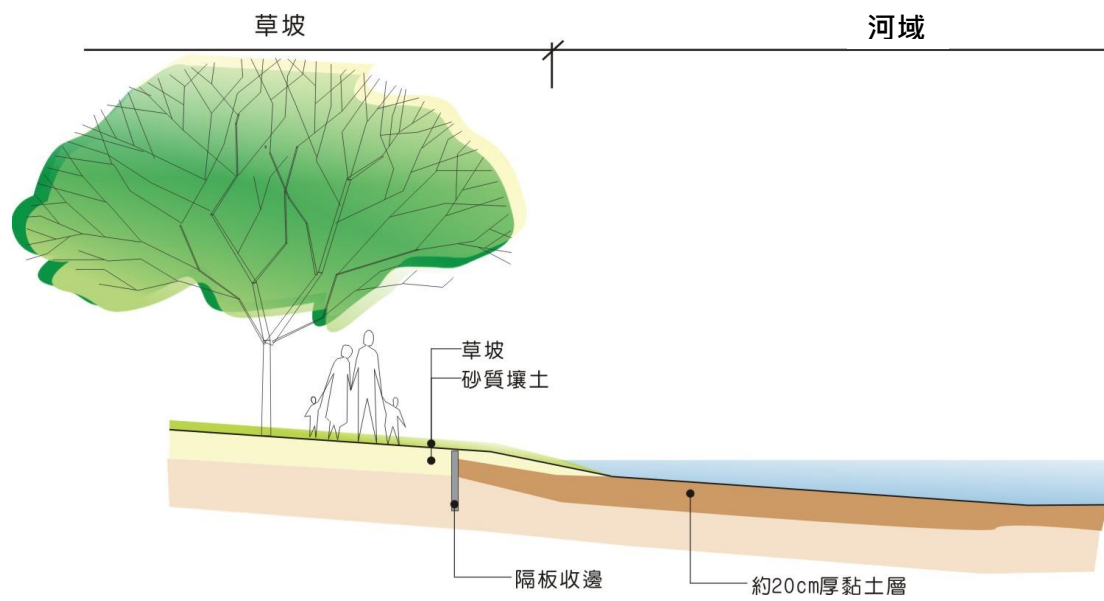 草坡
河域
草坡
砂質壤土
隔板收邊
約20cm厚黏土層